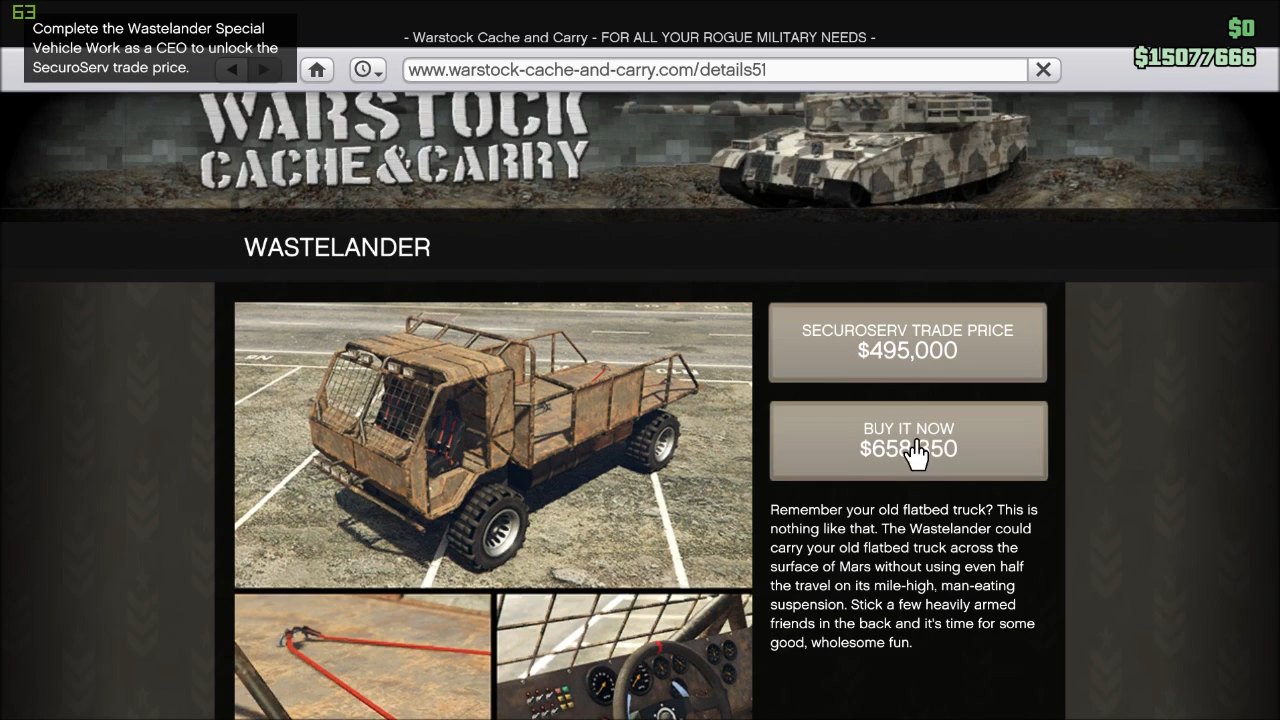 63
Complete the Wastelander Special
Vehicle Work as a CEO to unlock the
SecuroServ trade price.
- Warstock Cache and Carry - FOR ALL YOUR ROGUE MILITARY NEEDS -
$0
$15077666
www.warstock-cache-and-carry.com/details51
WARSTOCK
CACHE&CARRY
WASTELANDER
SECUROSERV TRADE PRICE
$495,000
BUY IT NOW
Remember your old flatbed truck? This is
nothing like that. The Wastelander could
carry your old flatbed truck across the
surface of Mars without using even half
the travel on its mile-high, man-eating
suspension. Stick a few heavily armed
friends in the back and it's time for some
good, wholesome fun.